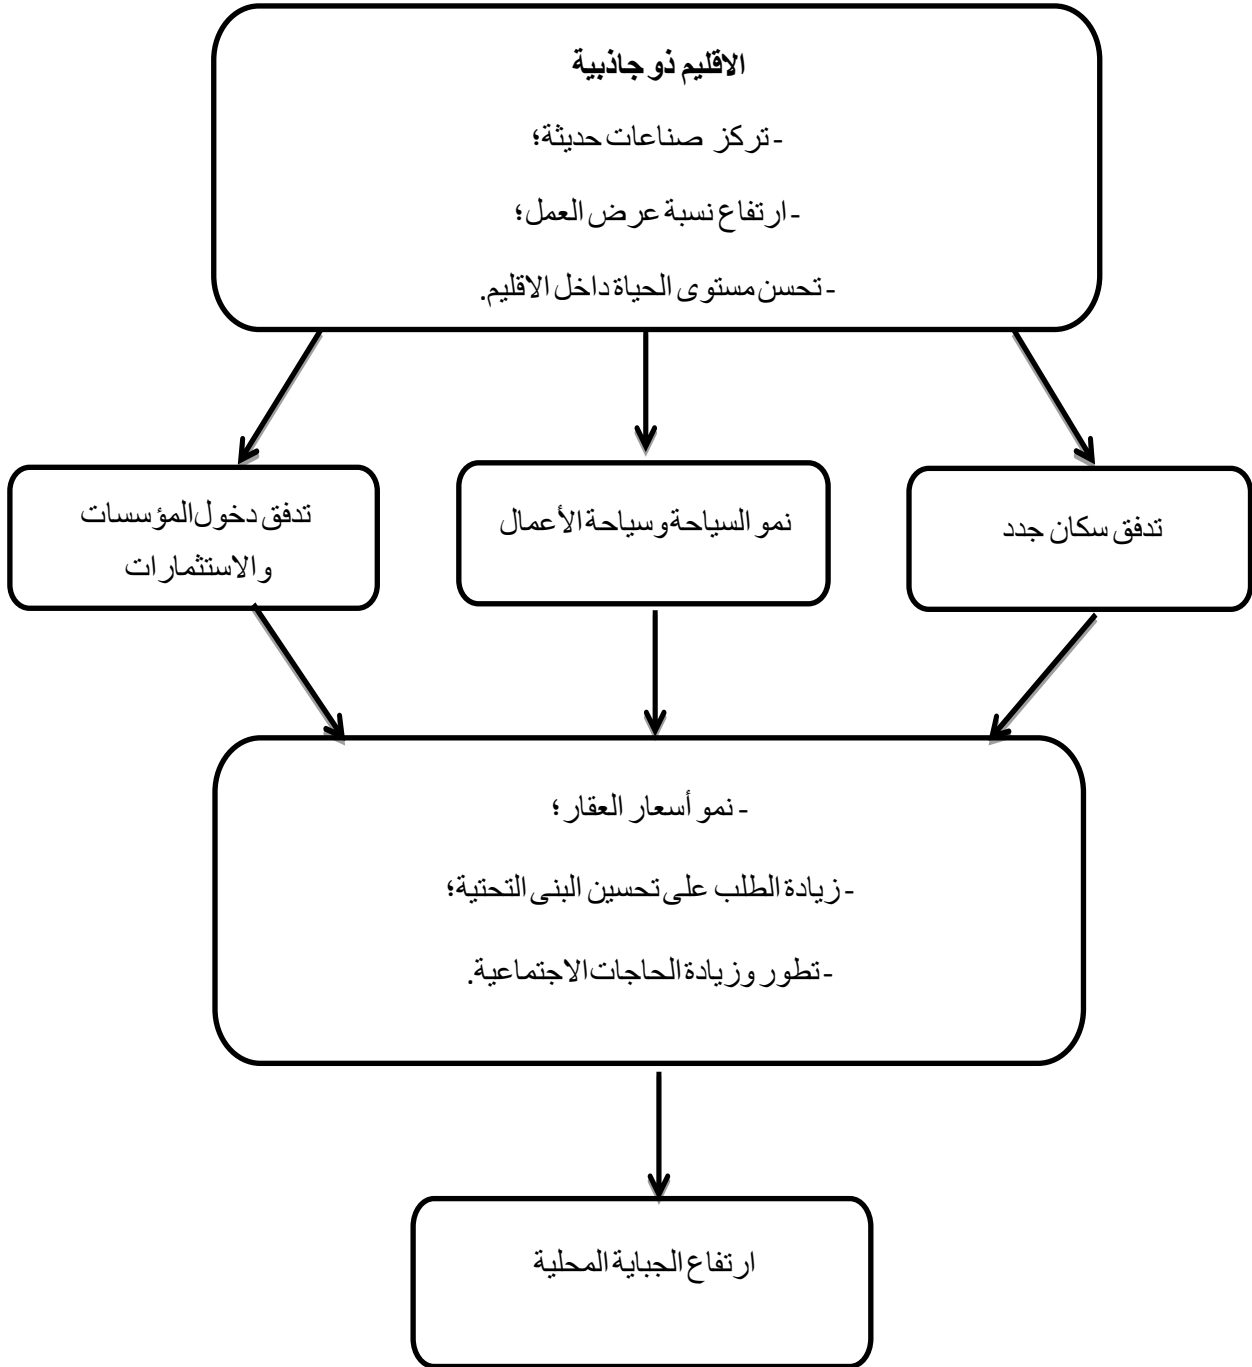 الاقليم ذو جاذبية
- تركز صناعات حديثة؛
- ارتفاع نسبة عرض العمل؛
- تحسن مستوى الحياة داخل الاقليم.
تدفق سكان جدد
نمو السياحة وسياحة الأعمال
تدفق دخول المؤسسات
والاستثمارات
- نمو أسعار العقار؛
- زيادة الطلب على تحسين البنى التحتية؛
- تطور وزيادة الحاجات الاجتماعية.
ارتفاع الجباية المحلية